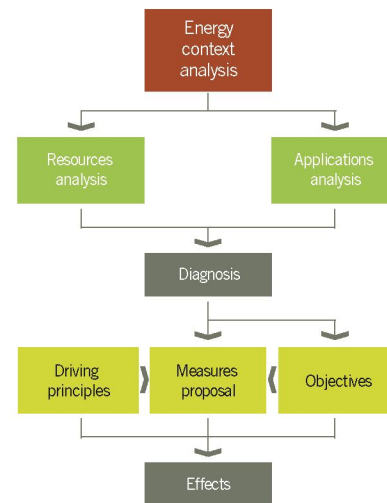 Energy
context
analysis
Resources
analysis
Applications
analysis
Diagnosis
Driving
principles
Measures
proposal
Objectives
Effects